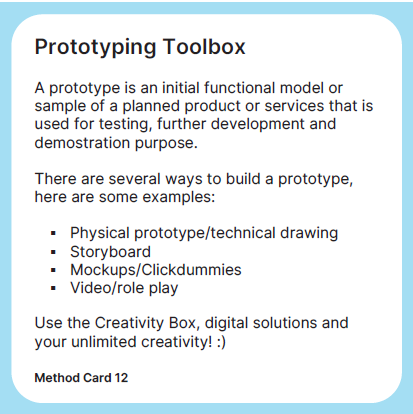 Prototyping Toolbox
A prototype is an initial functional model or
sample of a planned product or services that is
used for testing, further development and
demostration purpose.
There are several ways to build a prototype,
here are some examples:
▪ Physical prototype/technical drawing
▪ Storyboard
▪ Mockups/Clickdummies
▪ Video/role play
Use the Creativity Box, digital solutions and
your unlimited creativity! :)
Method Card 12